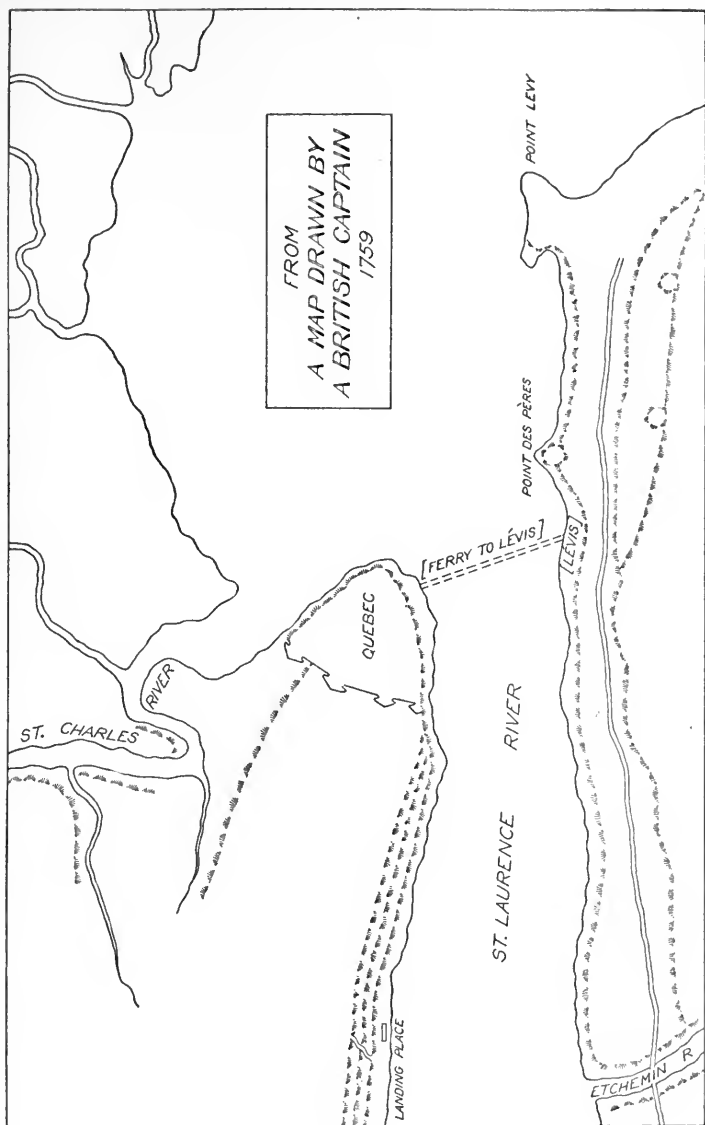 FROM
A MAP DRAWN BY
A BRITISH CAPTAIN
1759
POINT LEVY
POINT DES PÈRES
[FERRY TO LÉVIS]
[LÉVIS]
QUEBEC
RIVER
ST. CHARLES
ST. LAURENCE RIVER
LANDING PLACE
ETCHEMIN R